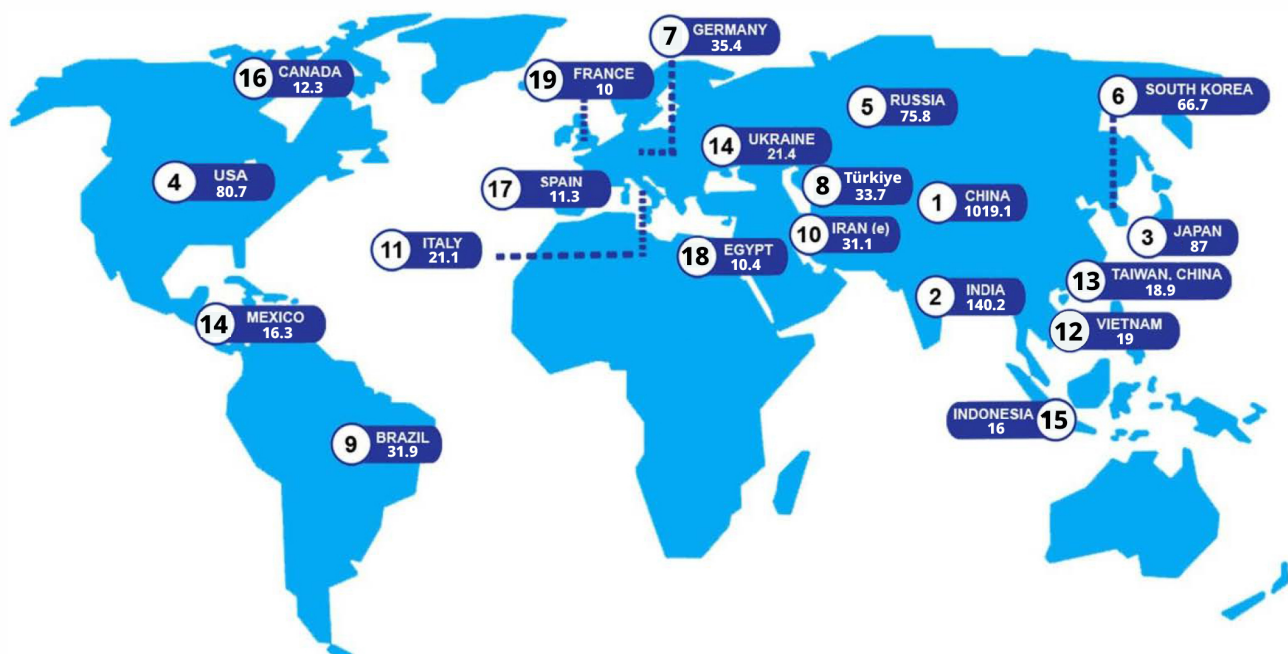 7
GERMANY
35.4
16
CANADA
12.3
19
FRANCE
10
5
RUSSIA
75.8
6
SOUTH KOREA
66.7
14
UKRAINE
21.4
4
USA
80.7
17
SPAIN
11.3
8
Türkiye
33.7
1
CHINA
1019.1
11
ITALY
21.1
18
EGYPT
10.4
10
IRAN (e)
31.1
3
JAPAN
87
13
TAIWAN, CHINA
18.9
2
INDIA
140.2
14
MEXICO
16.3
12
VIETNAM
19
INDONESIA
16
15
9
BRAZIL
31.9